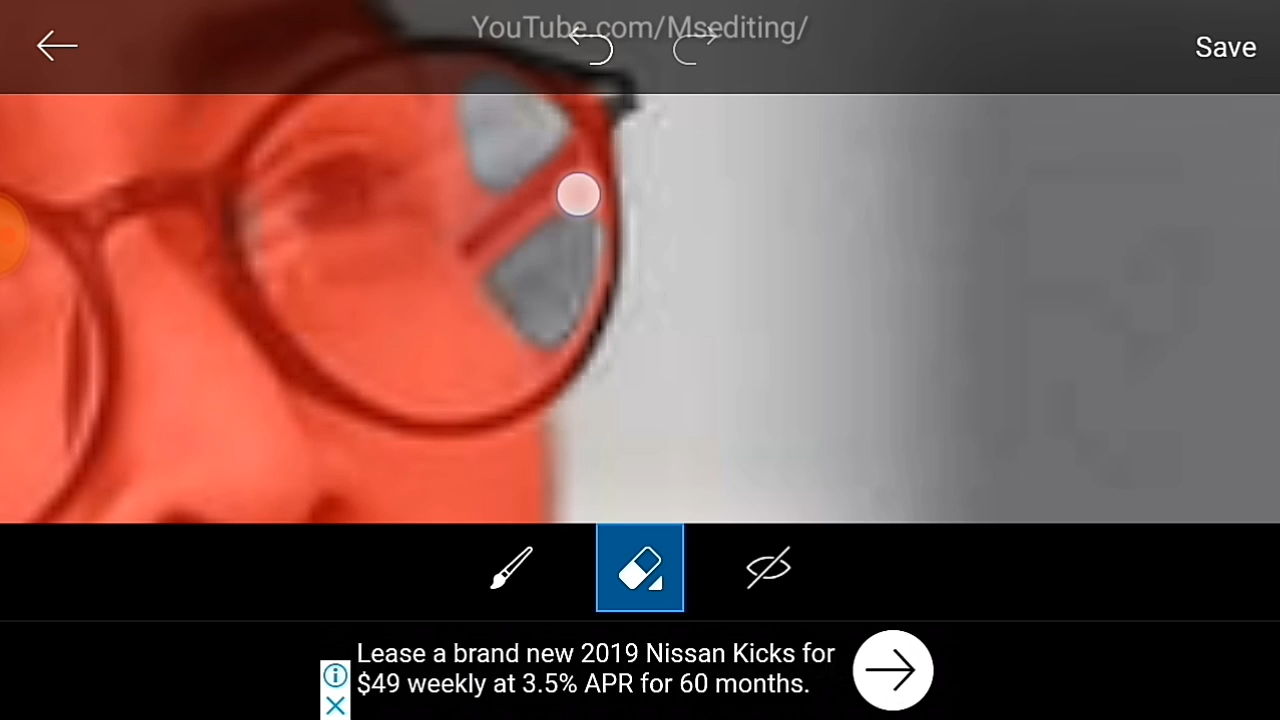 YouTube.com/Msediting/
Save
Lease a brand new 2019 Nissan Kicks for
$49 weekly at 3.5% APR for 60 months.